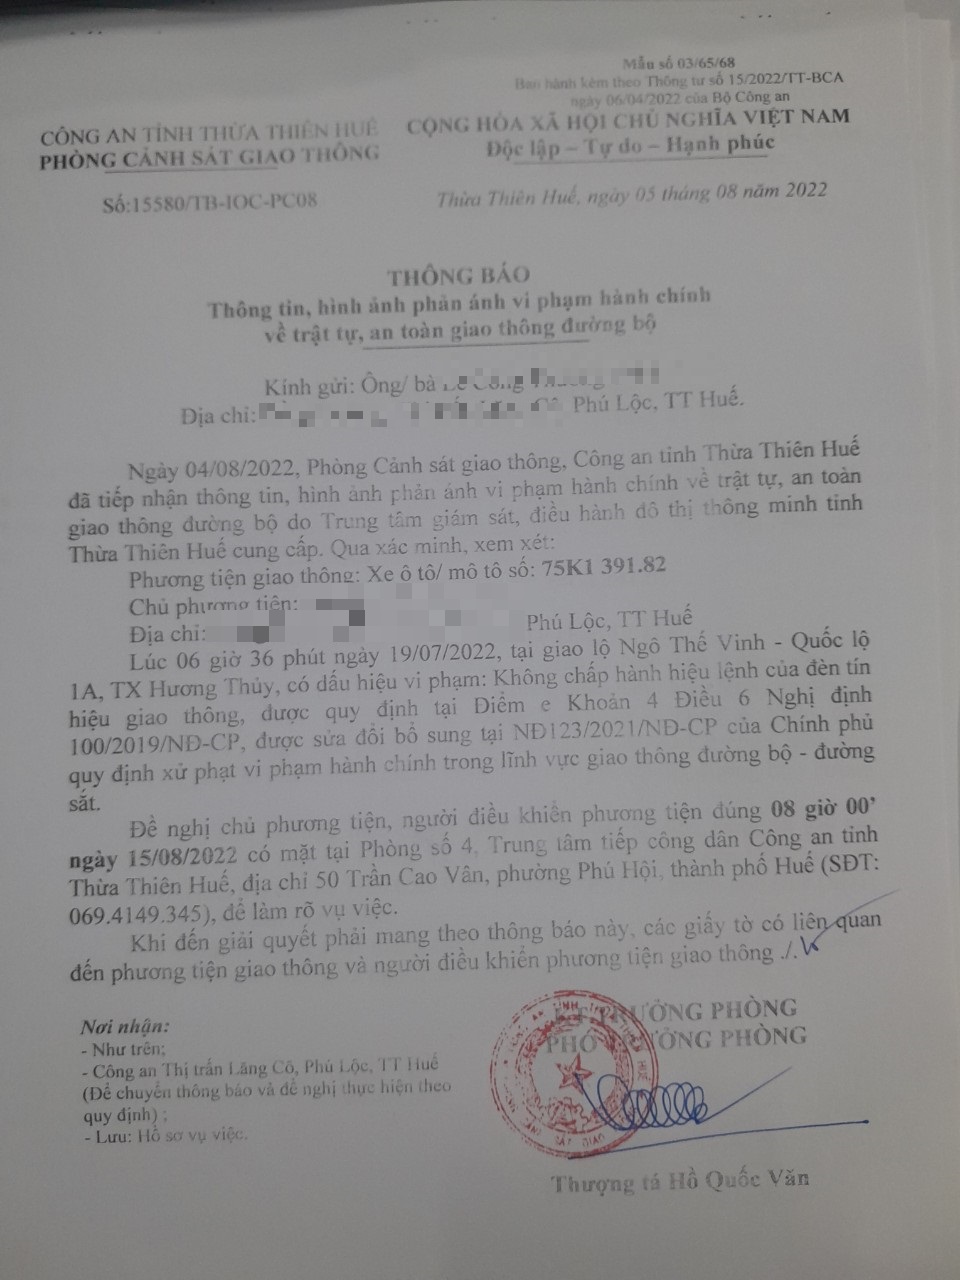 Mẫu số 03/65/68
Ban hành kèm theo Thông tư số 15/2022/TT-BCA
ngày 06/04/2022 của Bộ Công an
CÔNG AN TỈNH THỪA THIÊN HUẾ
PHÒNG CẢNH SÁT GIAO THÔNG
CỘNG HÒA XÃ HỘI CHỦ NGHĨA VIỆT NAM
Độc lập – Tự do – Hạnh phúc
Số:15580/TB-IOC-PC08
Thừa Thiên Huế, ngày 05 tháng 08 năm 2022
THÔNG BÁO
Thông tin, hình ảnh phản ánh vi phạm hành chính
về trật tự, an toàn giao thông đường bộ
Kính gửi: Ông/ bà
Địa chỉ: Phú Lộc, TT Huế.
Ngày 04/08/2022, Phòng Cảnh sát giao thông, Công an tỉnh Thừa Thiên Huế
đã tiếp nhận thông tin, hình ảnh phản ánh vi phạm hành chính về trật tự, an toàn
giao thông đường bộ do Trung tâm giám sát, điều hành đô thị thông minh tỉnh
Thừa Thiên Huế cung cấp. Qua xác minh, xem xét:
Phương tiện giao thông: Xe ô tô/ mô tô số: 75K1 391.82
Chủ phương tiện:
Địa chỉ: Phú Lộc, TT Huế
Lúc 06 giờ 36 phút ngày 19/07/2022, tại giao lộ Ngô Thế Vinh - Quốc lộ
1A, TX Hương Thủy, có dấu hiệu vi phạm: Không chấp hành hiệu lệnh của đèn tín
hiệu giao thông, được quy định tại Điểm e Khoản 4 Điều 6 Nghị định
100/2019/NĐ-CP, được sửa đổi bổ sung tại NĐ123/2021/NĐ-CP của Chính phủ
quy định xử phạt vi phạm hành chính trong lĩnh vực giao thông đường bộ - đường
sắt.
Đề nghị chủ phương tiện, người điều khiển phương tiện đúng 08 giờ 00’
ngày 15/08/2022 có mặt tại Phòng số 4, Trung tâm tiếp công dân Công an tỉnh
Thừa Thiên Huế, địa chỉ 50 Trần Cao Vân, phường Phú Hội, thành phố Huế (SĐT:
069.4149.345), để làm rõ vụ việc.
Khi đến giải quyết phải mang theo thông báo này, các giấy tờ có liên quan
đến phương tiện giao thông và người điều khiển phương tiện giao thông ./.
Nơi nhận:
- Như trên;
- Công an Thị trấn Lăng Cô, Phú Lộc, TT Huế
(Để chuyển thông báo và đề nghị thực hiện theo
quy định) ;
- Lưu: Hồ sơ vụ việc.
KT.TRƯỞNG PHÒNG
PHÓ TRƯỞNG PHÒNG
Thượng tá Hồ Quốc Văn